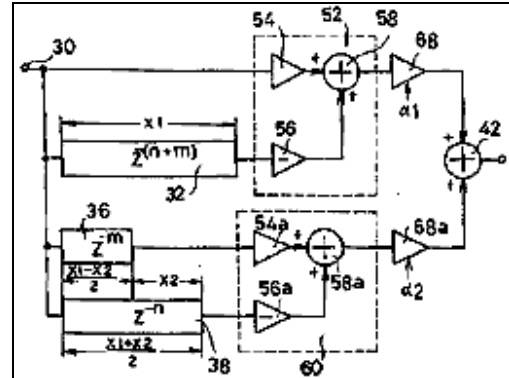 54
52
58
68
30
+
+
+
α1
X1
56
−
42
Z(n+m)
32
+
+
+
36
54a
68a
Z-m
+
+
X1-X2
2
X2
58a
α2
+
56a
−
Z-n
38
X1+X2
2
60